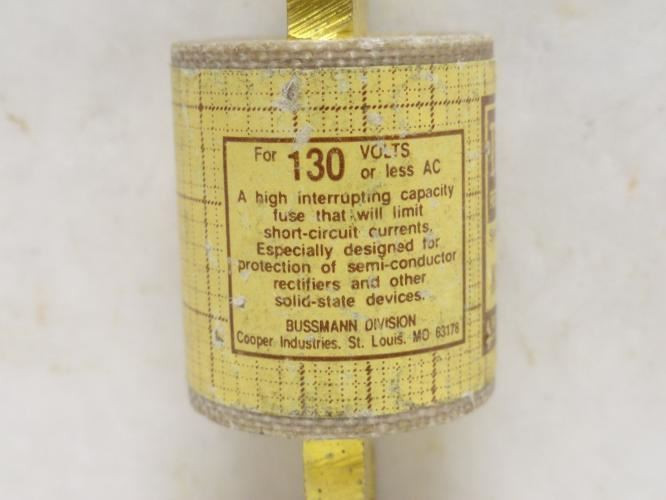 For 130 VOLTS
or less AC
A high interrupting capacity
fuse that will limit
short-circuit currents.
Especially designed for
protection of semi-conductor
rectifiers and other
solid-state devices.
BUSSMANN DIVISION
Cooper Industries, St. Louis, MO 63178